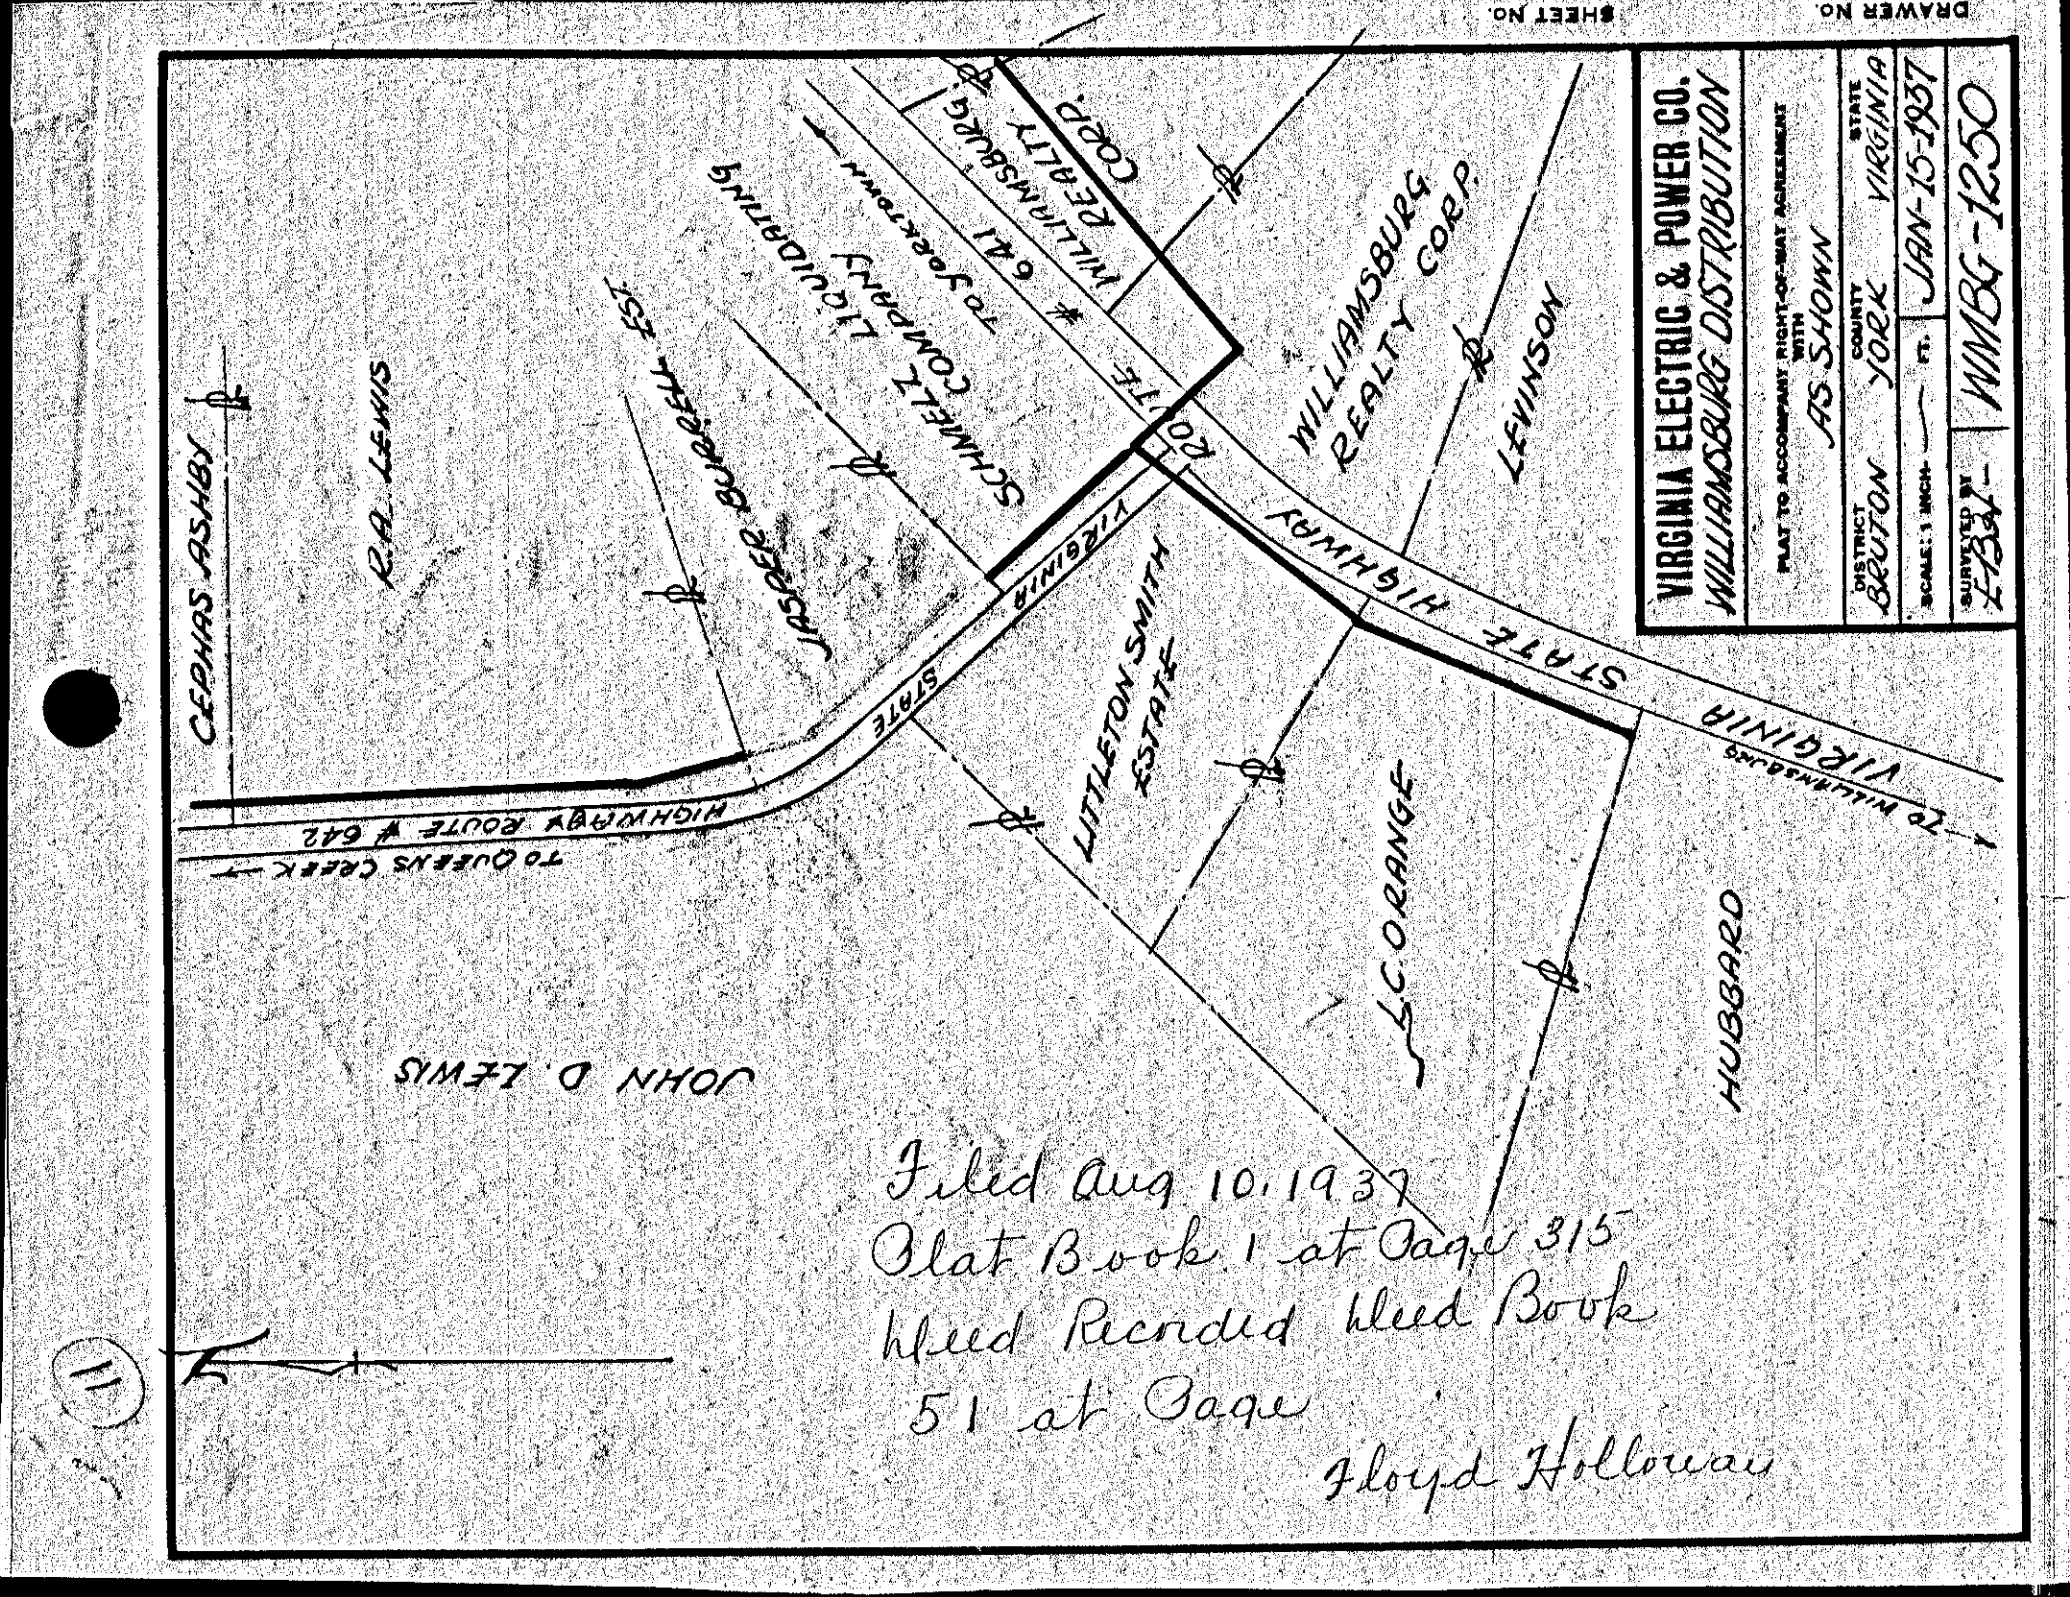 SHEET No.
DRAWER No.
VIRGINIA ELECTRIC & POWER CO.
WILLIAMSBURG DISTRIBUTION
PLAT TO ACCOMPANY RIGHT-OF-WAY AGREEMENT
WITH
AS SHOWN
DISTRICT COUNTY STATE
BRUTON YORK VIRGINIA
SCALE: 1 INCH FT. JAN-15-1937
SURVEYED BY
WMBG-1250
CEPHAS ASHBY
R.A. LEWIS
JASPER BURRELL EST.
SCHMELZ LIQUIDATING
COMPANY
TO YORKTOWN
WILLIAMSBURG
REALTY
CORP.
WILLIAMSBURG
REALTY CORP.
LEVINSON
VIRGINIA STATE HIGHWAY ROUTE # 641
TO WILLIAMSBURG
VIRGINIA STATE HIGHWAY ROUTE # 642
TO QUEENS CREEK
LITTLETON SMITH
ESTATE
L.C. ORANGE
HUBBARD
JOHN D. LEWIS
11
Filed Aug 10, 1937
Plat Book 1 at Page 315
Deed Recorded Deed Book
51 at Page
Floyd Holloway